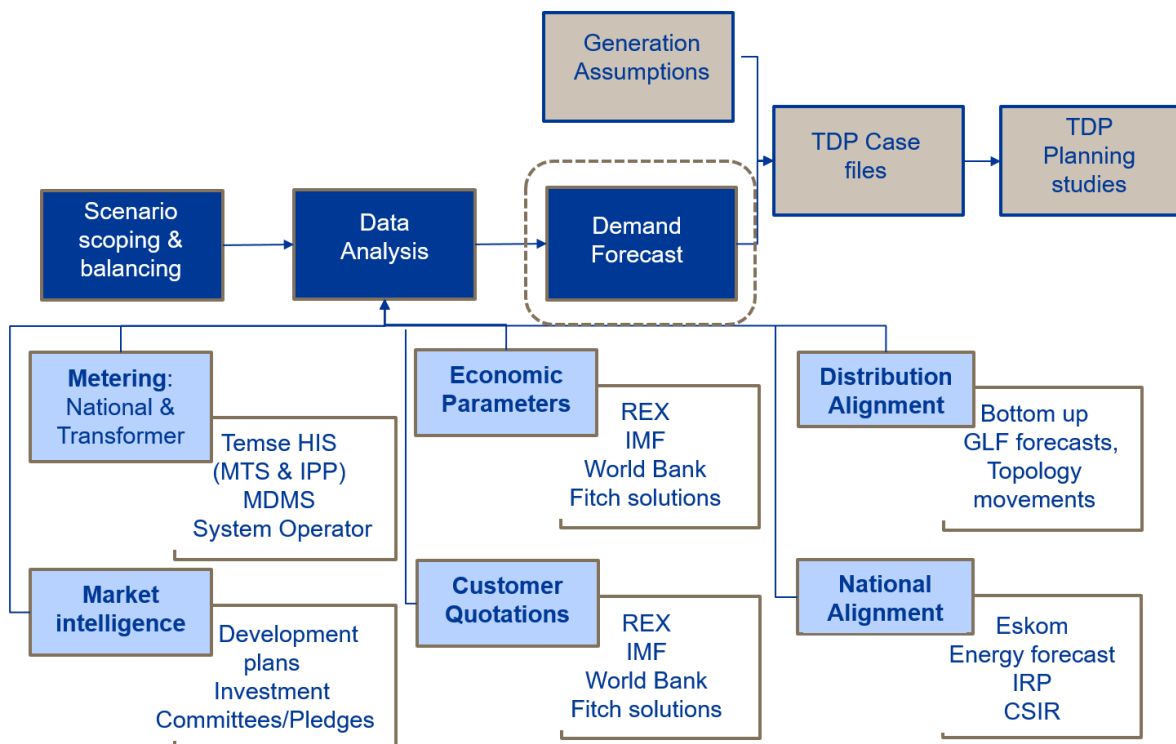 Generation
Assumptions
TDP Case
files
TDP
Planning
studies
Scenario
scoping &
balancing
Data
Analysis
Demand
Forecast
Metering:
National &
Transformer
Temse HIS
(MTS & IPP)
MDMS
System Operator
Economic
Parameters
REX
IMF
World Bank
Fitch solutions
Distribution
Alignment
Bottom up
GLF forecasts,
Topology
movements
Market
intelligence
Development
plans
Investment
Committees/Pledges
Customer
Quotations
REX
IMF
World Bank
Fitch solutions
National
Alignment
Eskom
Energy forecast
IRP
CSIR